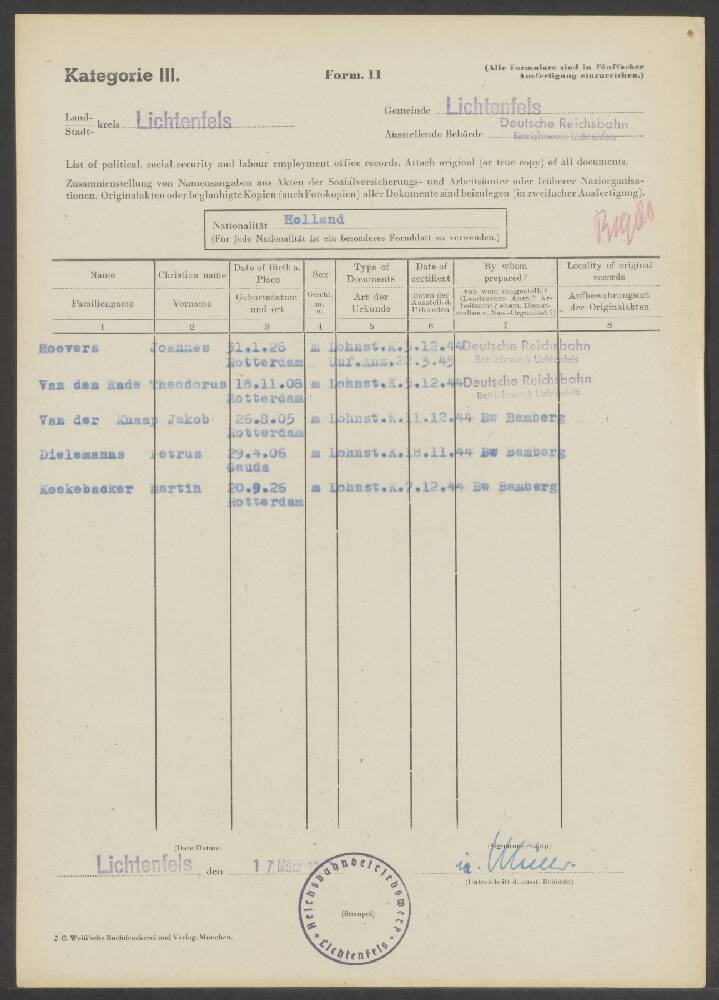 Kategorie III.
Form. 11
(Alle Formulare sind in fünffacher
Ausfertigung einzureichen.)
Land-
Stadt- kreis Lichtenfels
Gemeinde Lichtenfels
Ausstellende Behörde Deutsche Reichsbahn
Betriebswerk Lichtenfels
List of political, social security and labour employment office records. Attach original (or true copy) of all documents.
Zusammenstellung von Namensangaben aus Akten der Sozialversicherungs- und Arbeitsämter oder früherer Naziorganisa-
tionen. Originalakten oder beglaubigte Kopien (auch Fotokopien) aller Dokumente sind beizulegen (in zweifacher Ausfertigung).
Nationalität Holland
(Für jede Nationalität ist ein besonderes Formblatt zu verwenden.)
Name Christian name Date of Birth a. Place Sex Type of Documents Date of certificat By whom prepared? Locality of original records
Familienname Vorname Geburtsdatum und ort Geschl. m. w. Art der Urkunde Daten der Ausstell. d. Urkunden von wem ausgestellt? (Landesvers. Anst.? Arbeitsamt? eham. Dienststellen v. Nazi-Organisat.?) Aufbewahrungsort der Originalakten
1 2 3 4 5 6 7 8
Roovers Joannes 31.1.26 m Lohnst.K. 5.12.44 Deutsche Reichsbahn
Rotterdam Unf.Anz. 22.3.45 Betriebswerk Lichtenfels
Van den Ende Theodorus 18.11.08 m Lohnst.K. 5.12.44 Deutsche Reichsbahn
Rotterdam Betriebswerk Lichtenfels
Van der Knaap Jakob 26.8.05 m Lohnst.K. 11.12.44 Bw Bamberg
Rotterdam
Dielemanns Petrus 29.4.06 m Lohnst.K. 18.11.44 Bw Bamberg
Gauda
Koekebacker Martin 20.9.26 m Lohnst.K. 7.12.44 Bw Bamberg
Rotterdam
(Date/Datum)
(Signature/Stamp)
Lichtenfels, den 17. März
(Unterschrift d. ausst. Behörde)
Reichsbahnbetriebswerk
Lichtenfels
(Stempel)
J. G. Weiß'sche Buchdruckerei und Verlag, München.